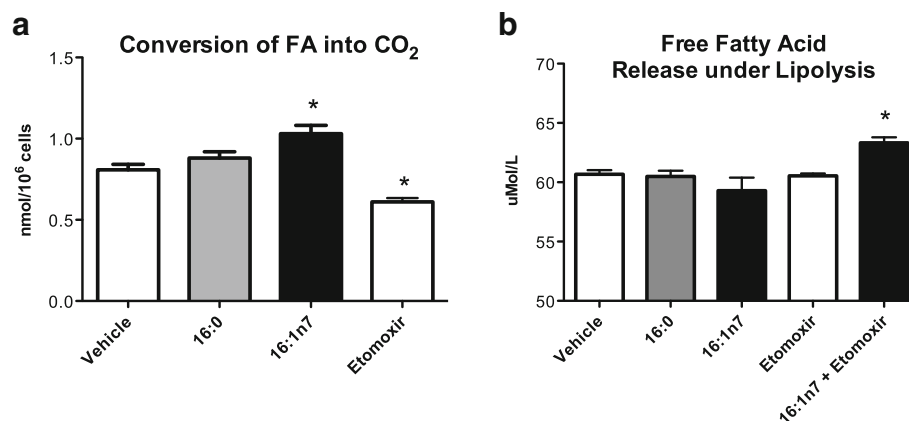 a
Conversion of FA into CO2
1.5
1.0
0.5
0.0
nmol/10^6 cells
*
*
Vehicle
16:0
16:1n7
Etomoxir
b
Free Fatty Acid
Release under Lipolysis
70
65
60
55
50
uMol/L
*
Vehicle
16:0
16:1n7
Etomoxir
16:1n7 + Etomoxir